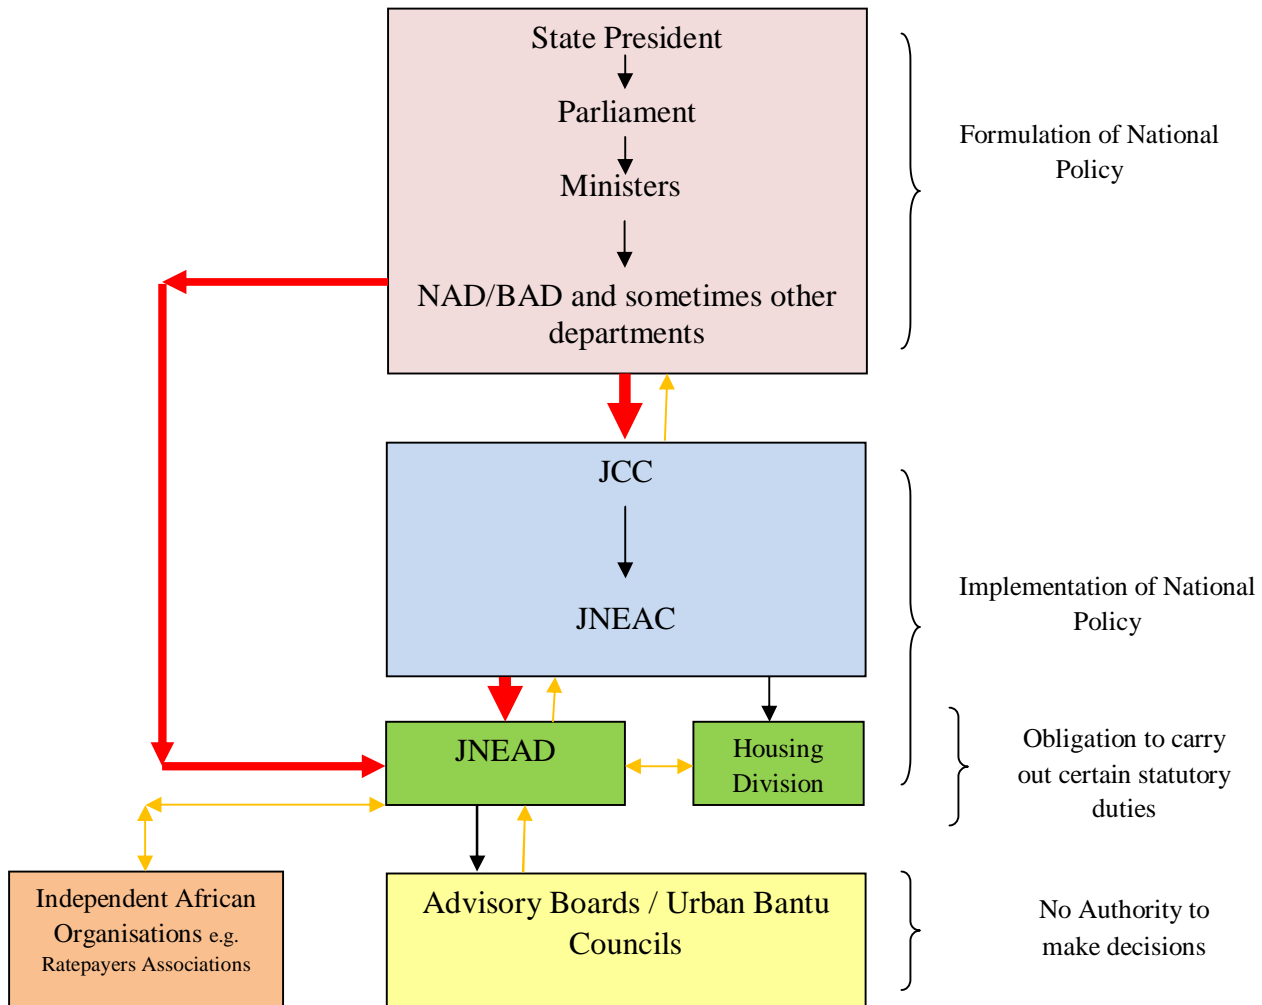 State President
Parliament
Ministers
NAD/BAD and sometimes other
departments
Formulation of National
Policy
JCC
JNEAC
Implementation of National
Policy
JNEAD
Housing
Division
Obligation to carry
out certain statutory
duties
Independent African
Organisations e.g.
Ratepayers Associations
Advisory Boards / Urban Bantu
Councils
No Authority to
make decisions